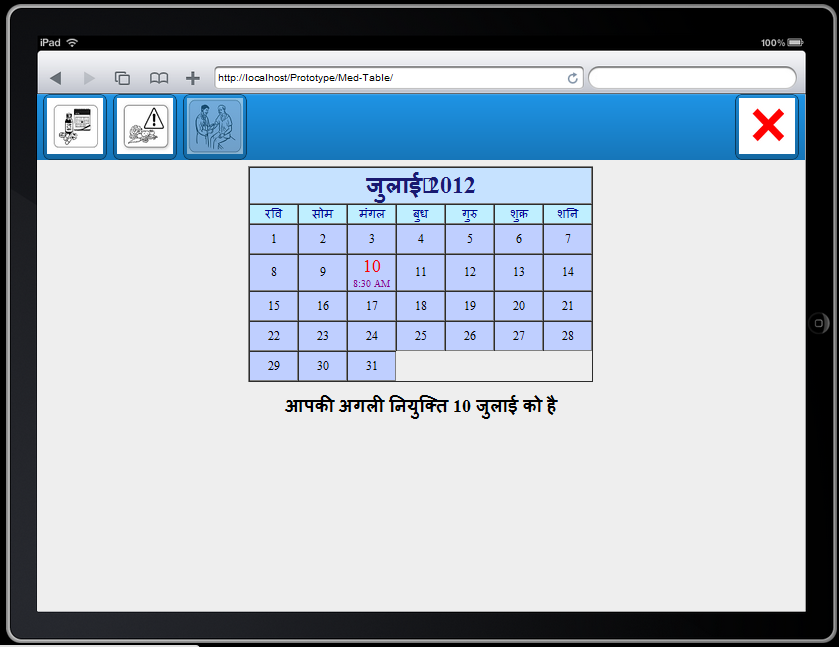 iPad 100%
http://localhost/Prototype/Med-Table/
जुलाई 2012
रवि सोम मंगल बुध गुरु शुक्र शनि
1 2 3 4 5 6 7
8 9 10 11 12 13 14
8:30 AM
15 16 17 18 19 20 21
22 23 24 25 26 27 28
29 30 31
आपकी अगली नियुक्ति 10 जुलाई को है